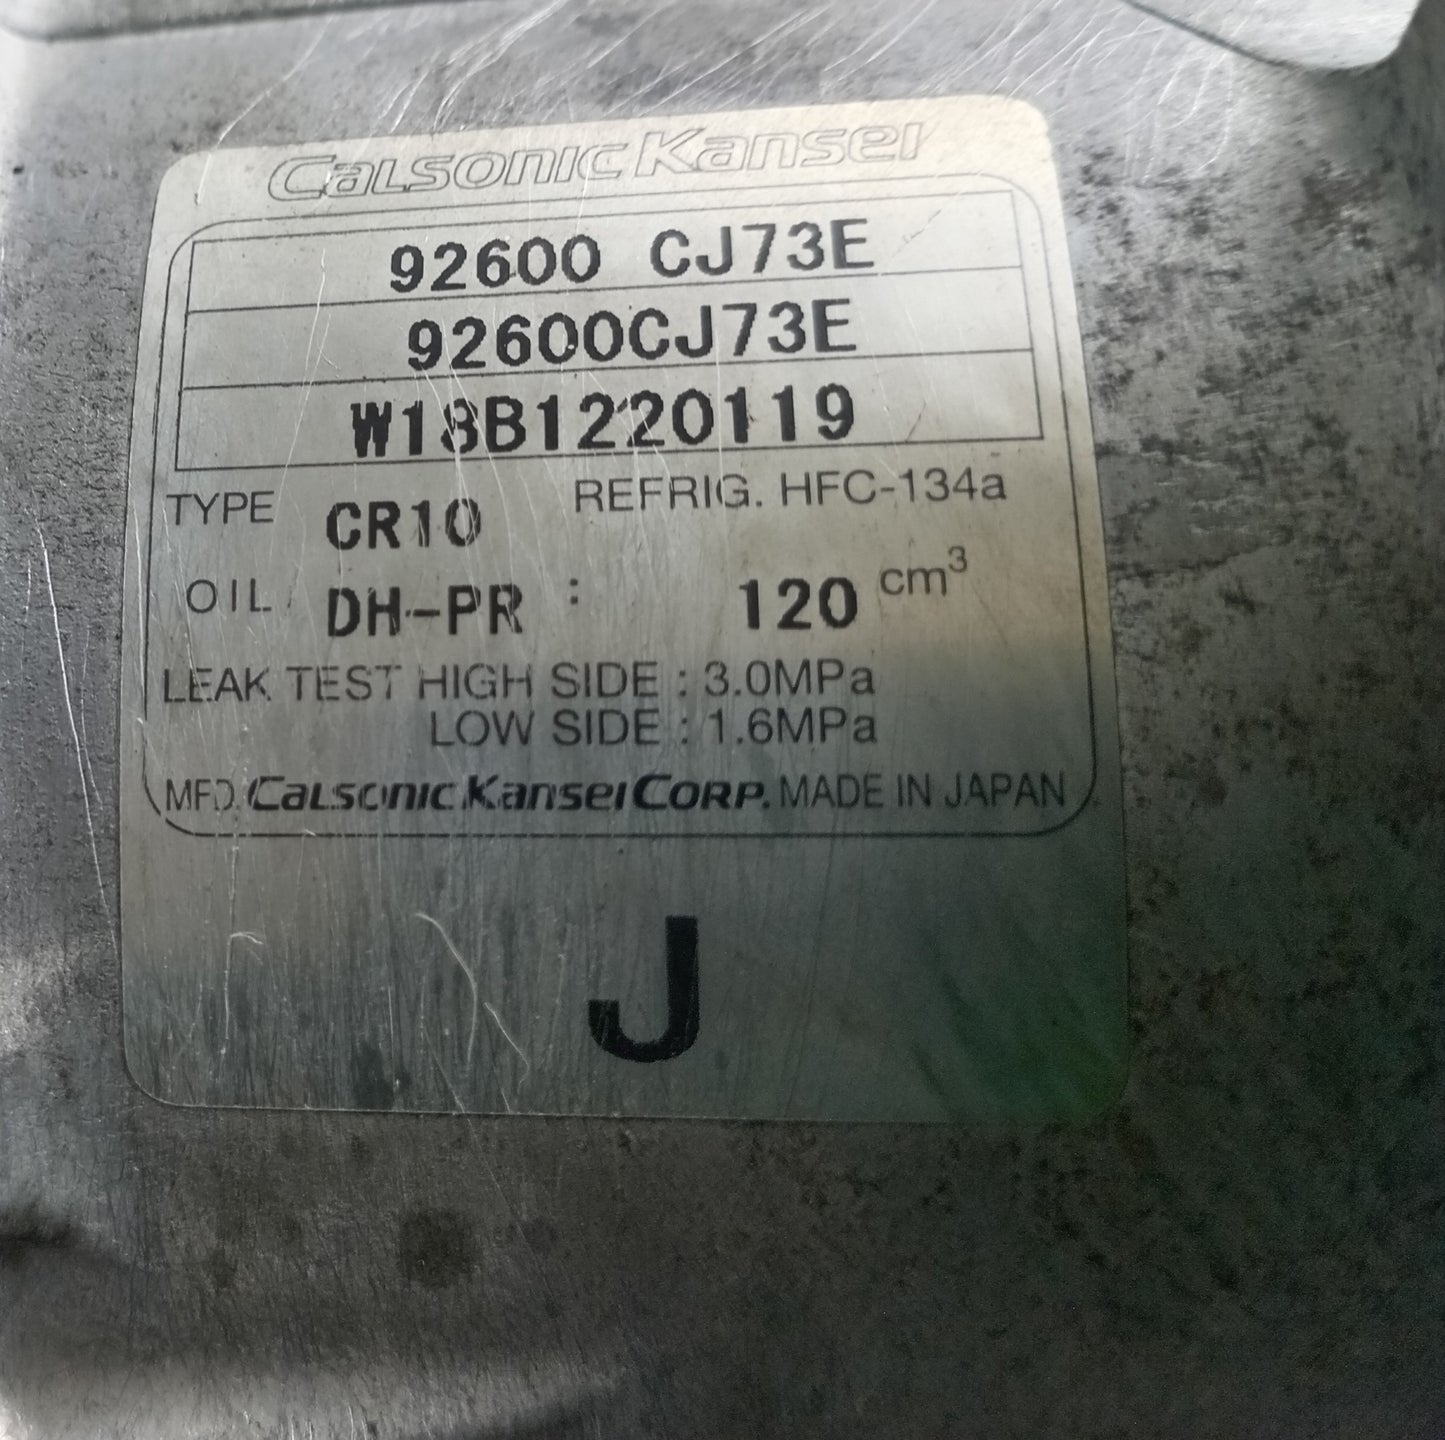 Calsonic Kansei
92600 CJ73E
92600CJ73E
W18B1220119
TYPE CR10 REFRIG. HFC-134a
OIL DH-PR : 120 cm³
LEAK TEST HIGH SIDE : 3.0MPa
LOW SIDE : 1.6MPa
MFD. Calsonic Kansei Corp. MADE IN JAPAN
J